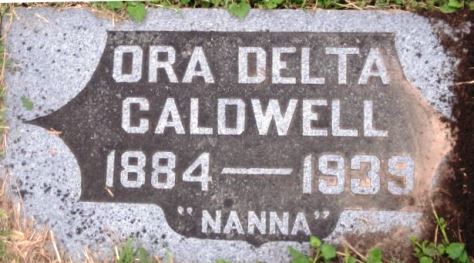 ORA DELTA
CALDWELL
1884—1939
"NANNA"